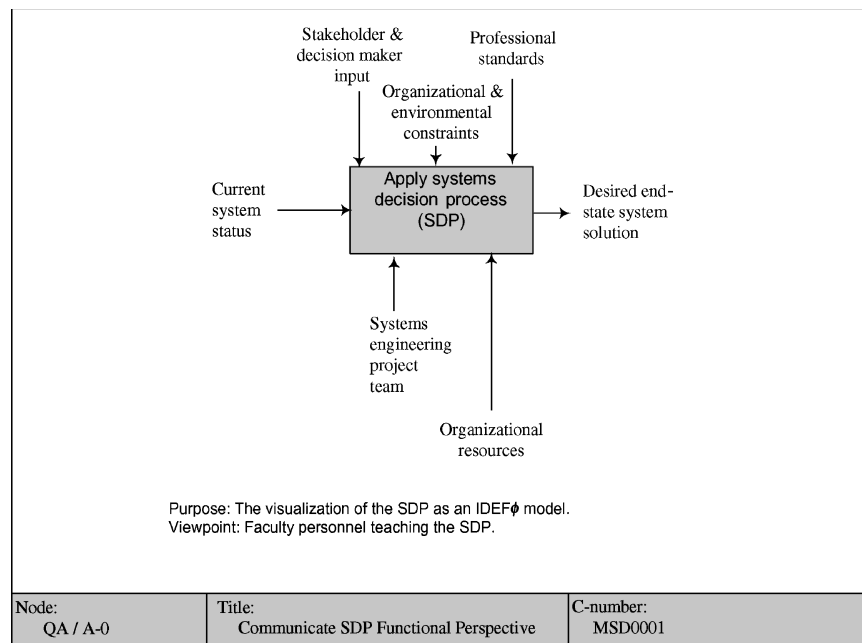 Stakeholder &
decision maker
input
Professional
standards
Organizational &
environmental
constraints
Current
system
status
Apply systems
decision process
(SDP)
Desired end-
state system
solution
Systems
engineering
project
team
Organizational
resources
Purpose: The visualization of the SDP as an IDEFϕ model.
Viewpoint: Faculty personnel teaching the SDP.
Node:
QA / A-0
Title:
Communicate SDP Functional Perspective
C-number:
MSD0001